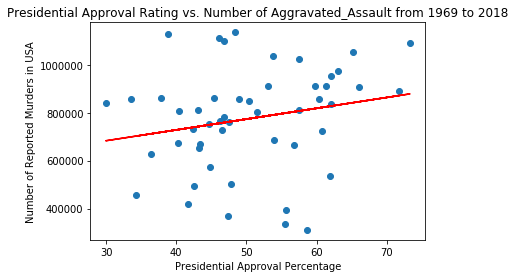 Presidential Approval Rating vs. Number of Aggravated_Assault from 1969 to 2018
Number of Reported Murders in USA
1000000
800000
600000
400000
30 40 50 60 70
Presidential Approval Percentage